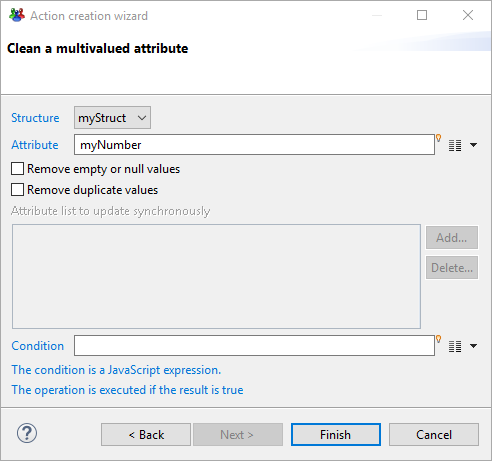 Action creation wizard
Clean a multivalued attribute
Structure myStruct
Attribute myNumber
Remove empty or null values
Remove duplicate values
Attribute list to update synchronously
Add...
Delete...
Condition
The condition is a JavaScript expression.
The operation is executed if the result is true
? < Back Next > Finish Cancel